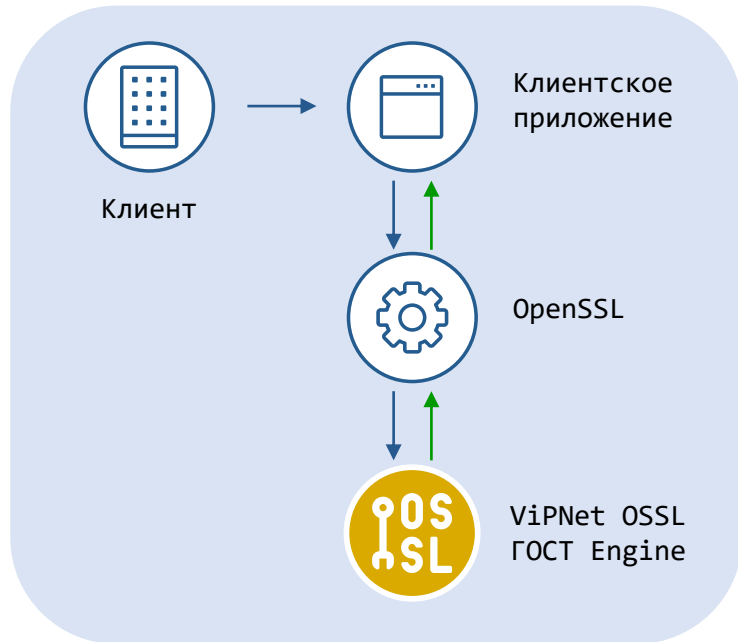 Клиентское
приложение
Клиент
OpenSSL
OS
SL
ViPNet OSSL
ГОСТ Engine